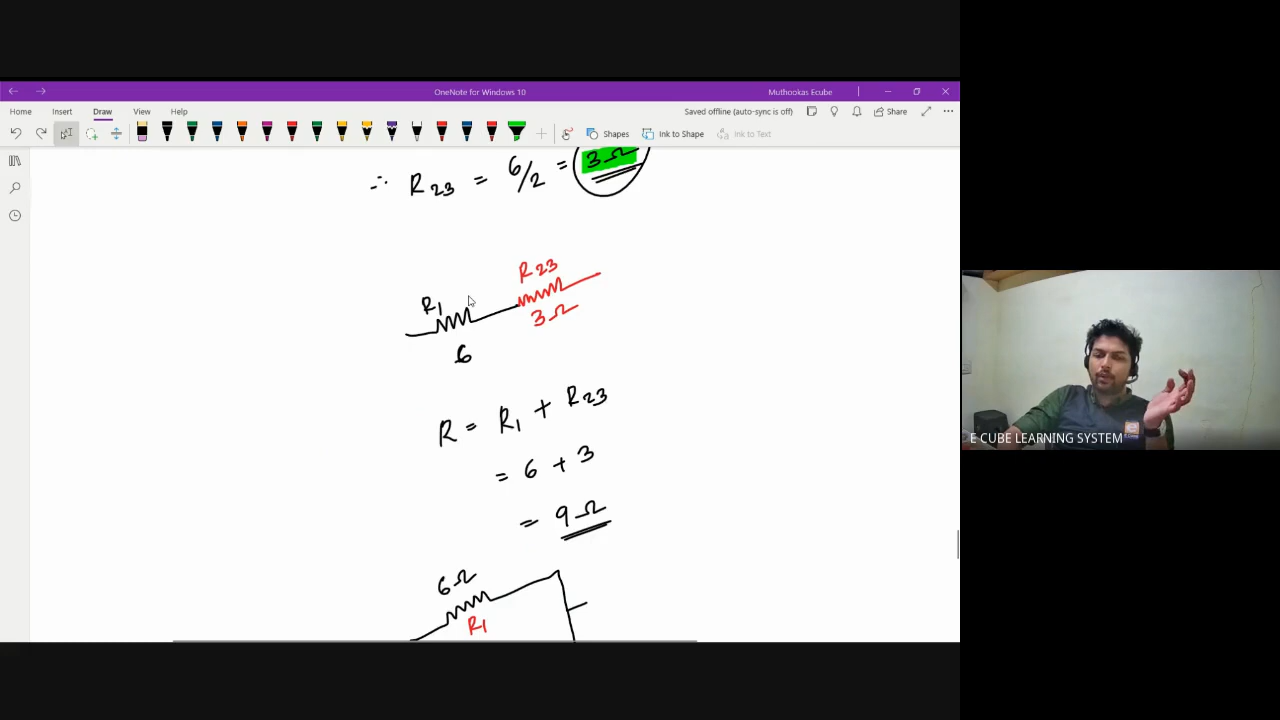 OneNote for Windows 10
Muthookas Ecube
Home Insert Draw View Help
Saved offline (auto-sync is off)
Share
Shapes
Ink to Shape
Ink to Text
∴ R23 = 6/2 = 3Ω
R1
R23
6
3Ω
R = R1 + R23
= 6 + 3
= 9Ω
6Ω
R1
E CUBE LEARNING SYSTEM